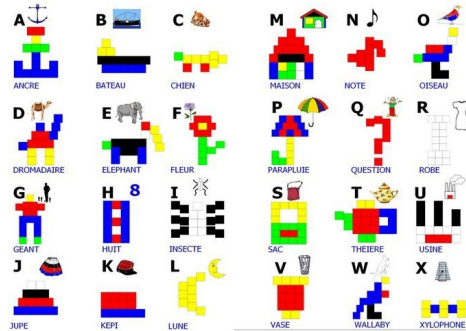 A
ANCRE
B
BATEAU
C
CHIEN
D
DROMADAIRE
E
ELEPHANT
F
FLEUR
G
GEANT
H
8
HUIT
I
INSECTE
J
JUPE
K
KEPI
L
LUNE
M
MAISON
N
NOTE
O
OISEAU
P
PARAPLUIE
Q
QUESTION
R
ROBE
S
SAC
T
THEIERE
U
USINE
V
VASE
W
WALLABY
X
XYLOPHONE